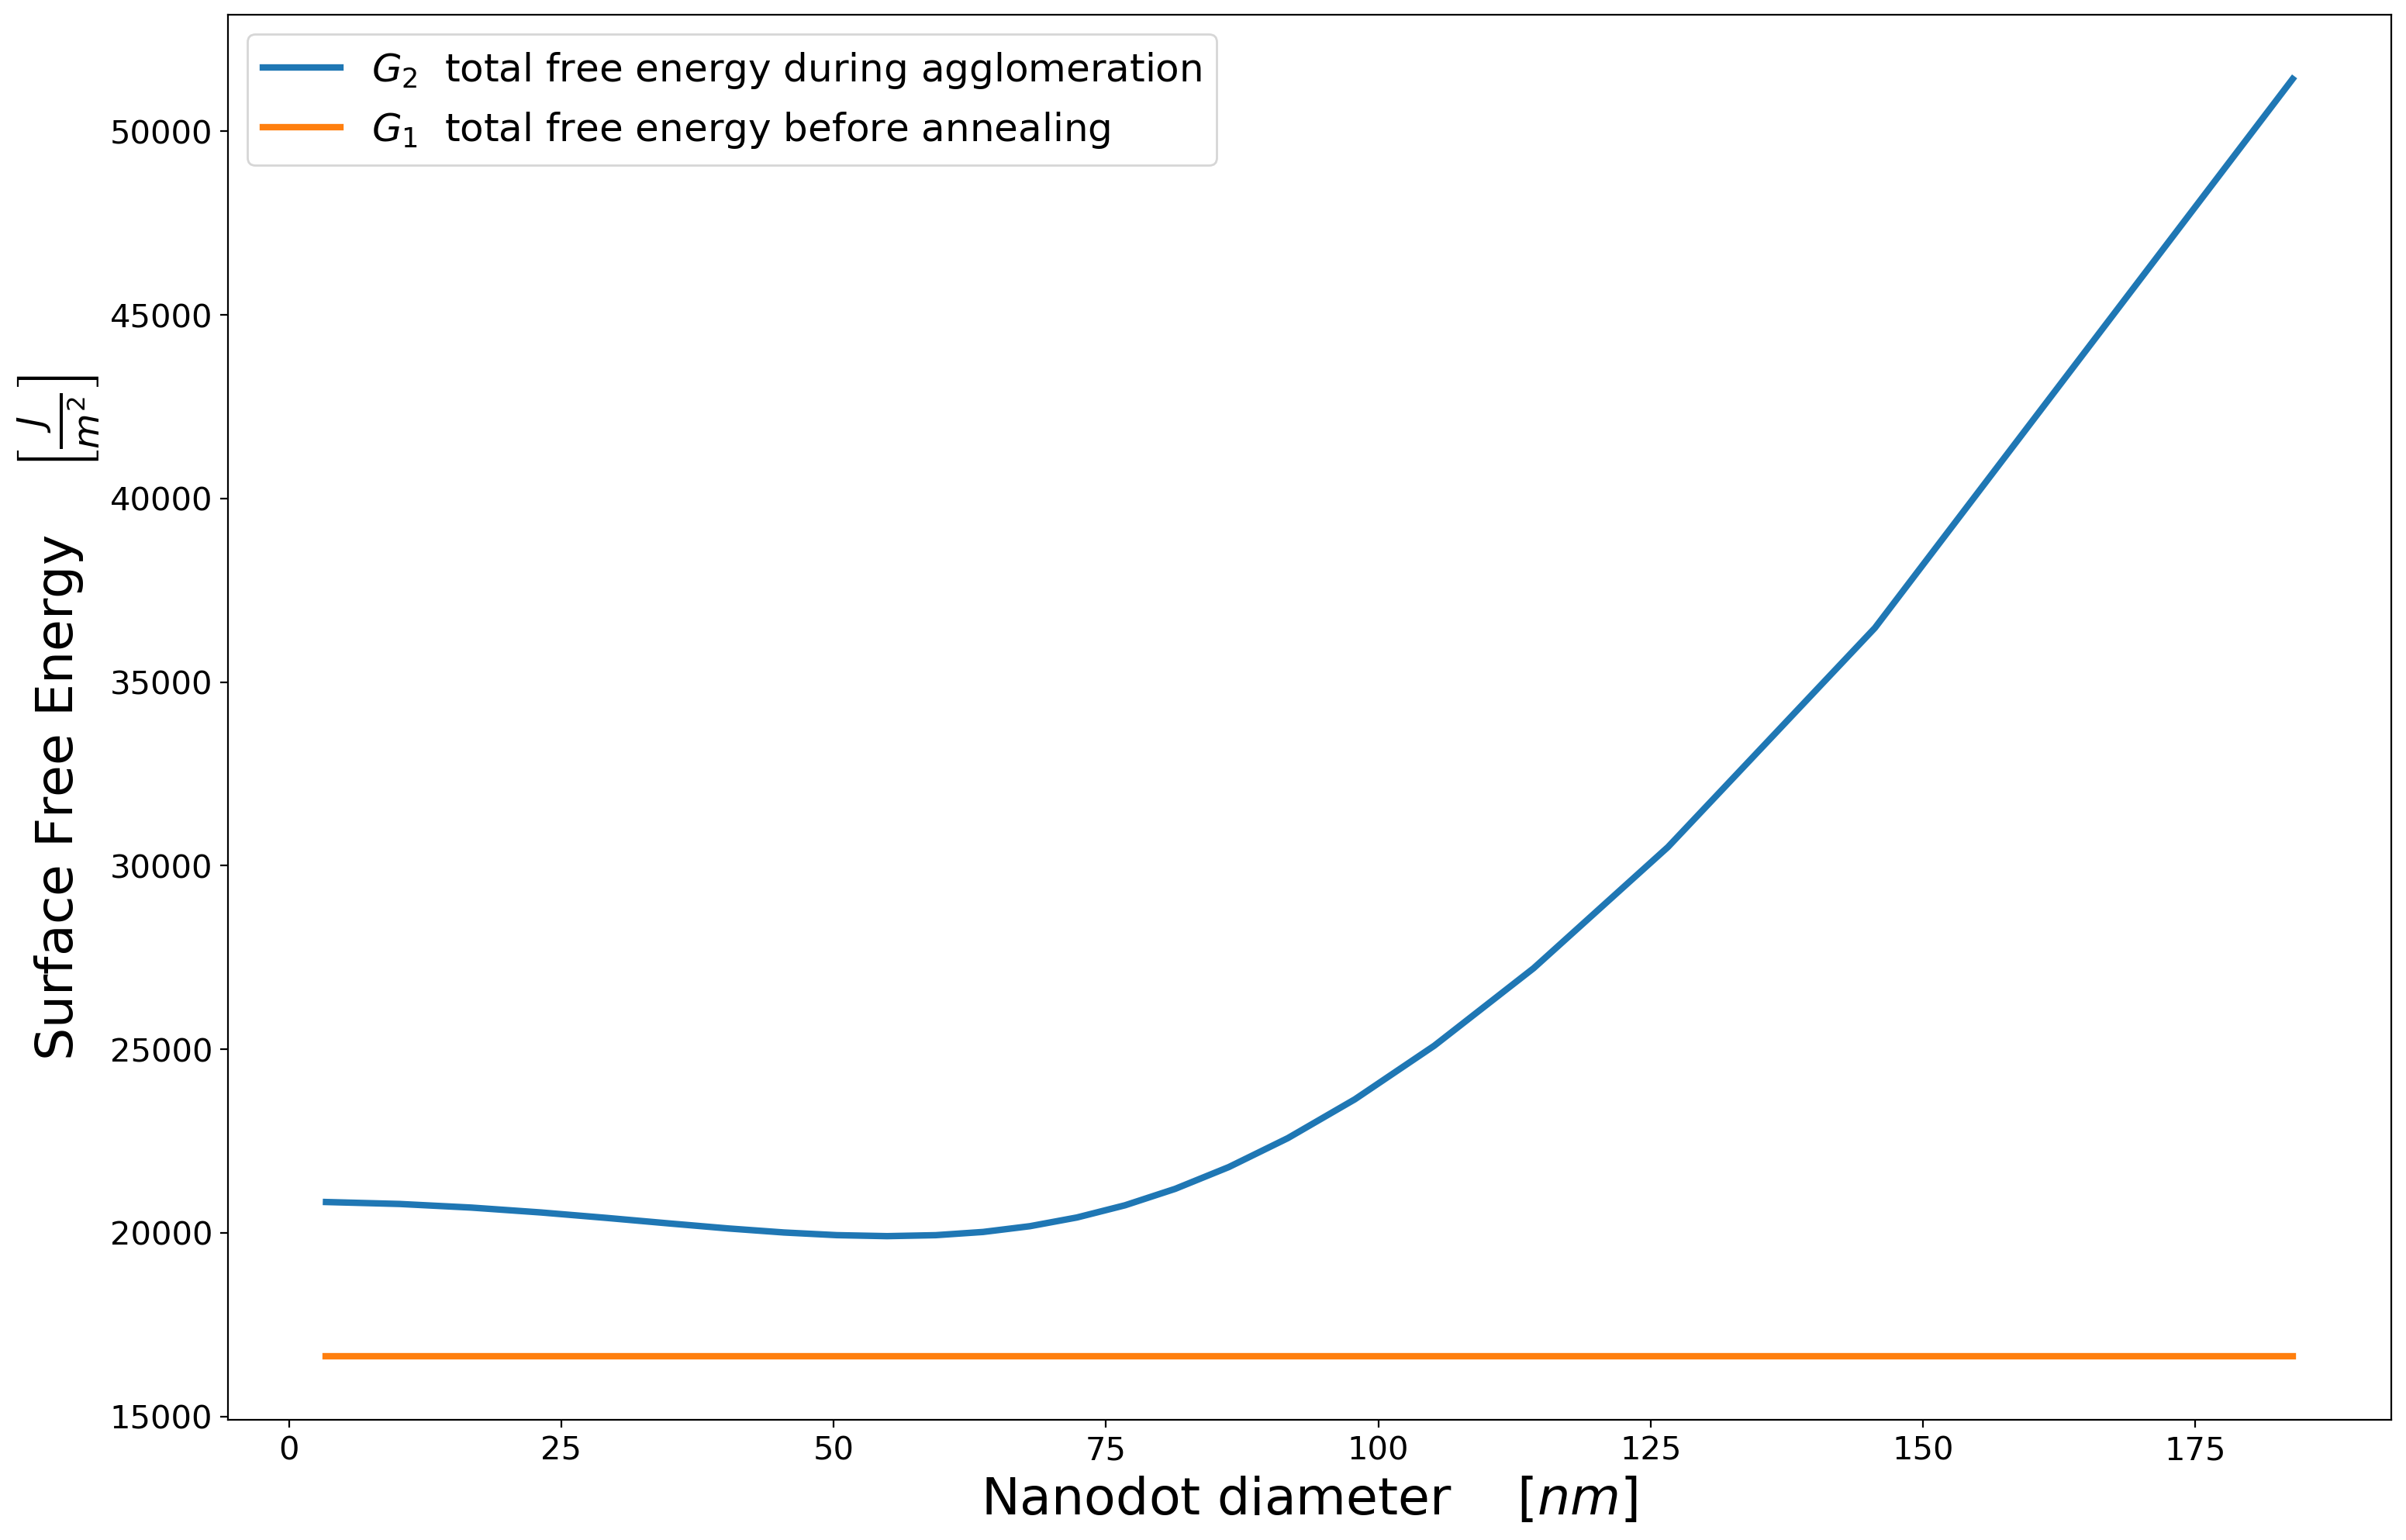 G₂ total free energy during agglomeration
G₁ total free energy before annealing
50000
45000
40000
35000
30000
25000
20000
15000
Surface Free Energy [J/m²]
0 25 50 75 100 125 150 175
Nanodot diameter [nm]